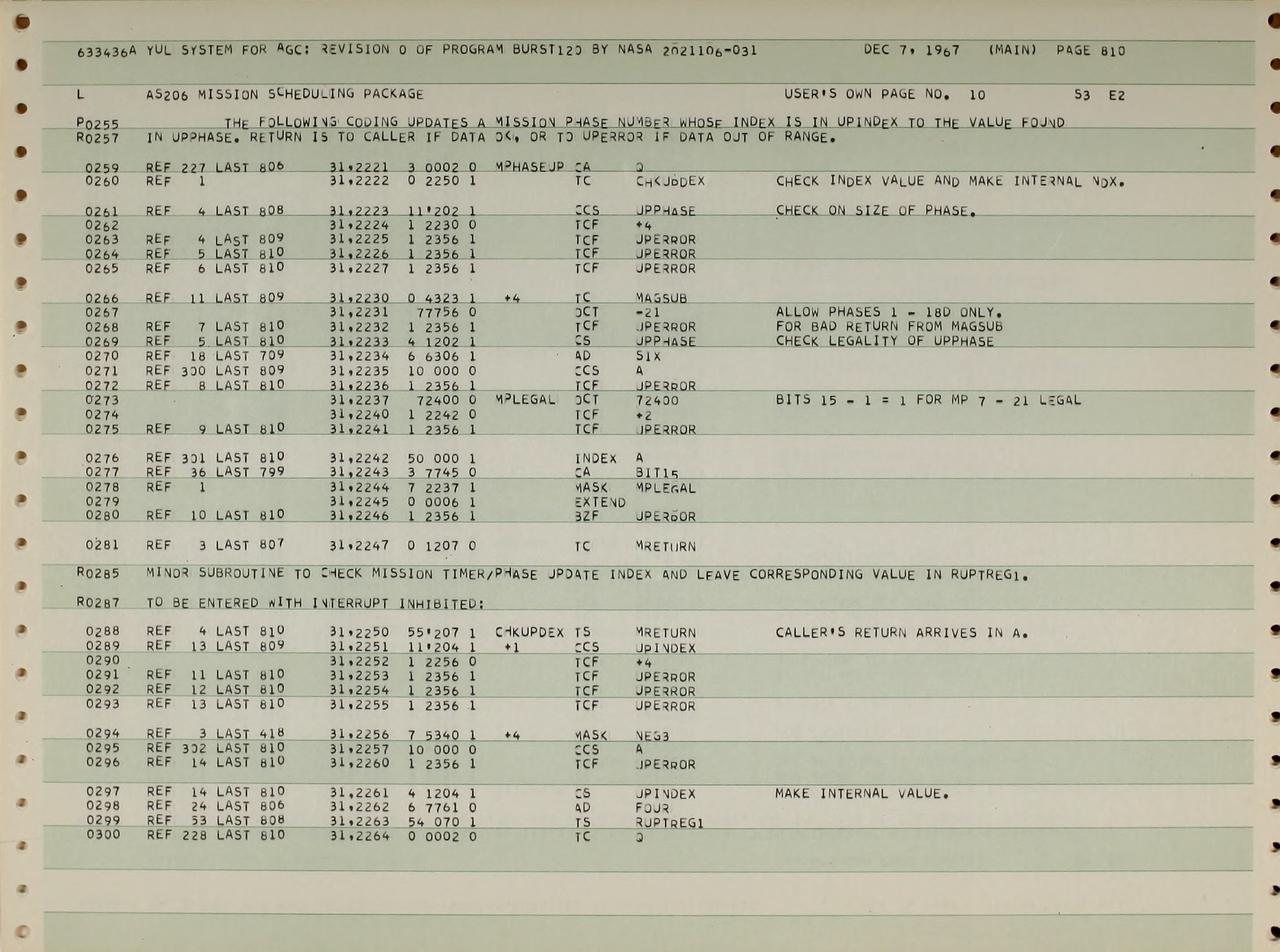 633436A YUL SYSTEM FOR AGC: REVISION 0 OF PROGRAM BURST120 BY NASA 2021106-031 DEC 7, 1967 (MAIN) PAGE 810
L AS206 MISSION SCHEDULING PACKAGE USER'S OWN PAGE NO. 10 S3 E2
P0255 THE FOLLOWING CODING UPDATES A MISSION PHASE NUMBER WHOSE INDEX IS IN UPINDEX TO THE VALUE FOUND
R0257 IN UPPHASE. RETURN IS TO CALLER IF DATA OK, OR TO UPERROR IF DATA OUT OF RANGE.
0259 REF 227 LAST 806 31,2221 3 0002 0 MPHASEUP CA Q
0260 REF 1 31,2222 0 2250 1 TC CHKUPDEX CHECK INDEX VALUE AND MAKE INTERNAL NDX.
0261 REF 4 LAST 808 31,2223 11'202 1 CCS UPPHASE CHECK ON SIZE OF PHASE.
0262 31,2224 1 2230 0 TCF +4
0263 REF 4 LAST 809 31,2225 1 2356 1 TCF UPERROR
0264 REF 5 LAST 810 31,2226 1 2356 1 TCF UPERROR
0265 REF 6 LAST 810 31,2227 1 2356 1 TCF UPERROR
0266 REF 11 LAST 809 31,2230 0 4323 1 +4 TC MAGSUB
0267 31,2231 77756 0 OCT -21 ALLOW PHASES 1 - 18D ONLY.
0268 REF 7 LAST 810 31,2232 1 2356 1 TCF UPERROR FOR BAD RETURN FROM MAGSUB
0269 REF 5 LAST 810 31,2233 4 1202 1 CS UPPHASE CHECK LEGALITY OF UPPHASE
0270 REF 18 LAST 709 31,2234 6 6306 1 AD SIX
0271 REF 300 LAST 809 31,2235 10 000 0 CCS A
0272 REF 8 LAST 810 31,2236 1 2356 1 TCF UPERROR
0273 31,2237 72400 0 MPLEGAL OCT 72400 BITS 15 - 1 = 1 FOR MP 7 - 21 LEGAL
0274 31,2240 1 2242 0 TCF +2
0275 REF 9 LAST 810 31,2241 1 2356 1 TCF UPERROR
0276 REF 301 LAST 810 31,2242 50 000 1 INDEX A
0277 REF 36 LAST 799 31,2243 3 7745 0 CA BIT15
0278 REF 1 31,2244 7 2237 1 MASK MPLEGAL
0279 31,2245 0 0006 1 EXTEND
0280 REF 10 LAST 810 31,2246 1 2356 1 BZF UPERROR
0281 REF 3 LAST 807 31,2247 0 1207 0 TC MRETURN
R0285 MINOR SUBROUTINE TO CHECK MISSION TIMER/PHASE UPDATE INDEX AND LEAVE CORRESPONDING VALUE IN RUPTREG1.
R0287 TO BE ENTERED WITH INTERRUPT INHIBITED:
0288 REF 4 LAST 810 31,2250 55'207 1 CHKUPDEX TS MRETURN CALLER'S RETURN ARRIVES IN A.
0289 REF 13 LAST 809 31,2251 11'204 1 +1 CCS UPINDEX
0290 31,2252 1 2256 0 TCF +4
0291 REF 11 LAST 810 31,2253 1 2356 1 TCF UPERROR
0292 REF 12 LAST 810 31,2254 1 2356 1 TCF UPERROR
0293 REF 13 LAST 810 31,2255 1 2356 1 TCF UPERROR
0294 REF 3 LAST 418 31,2256 7 5340 1 +4 MASK NEG3
0295 REF 302 LAST 810 31,2257 10 000 0 CCS A
0296 REF 14 LAST 810 31,2260 1 2356 1 TCF UPERROR
0297 REF 14 LAST 810 31,2261 4 1204 1 CS UPINDEX MAKE INTERNAL VALUE.
0298 REF 24 LAST 806 31,2262 6 7761 0 AD FOUR
0299 REF 53 LAST 808 31,2263 54 070 1 TS RUPTREG1
0300 REF 228 LAST 810 31,2264 0 0002 0 TC Q